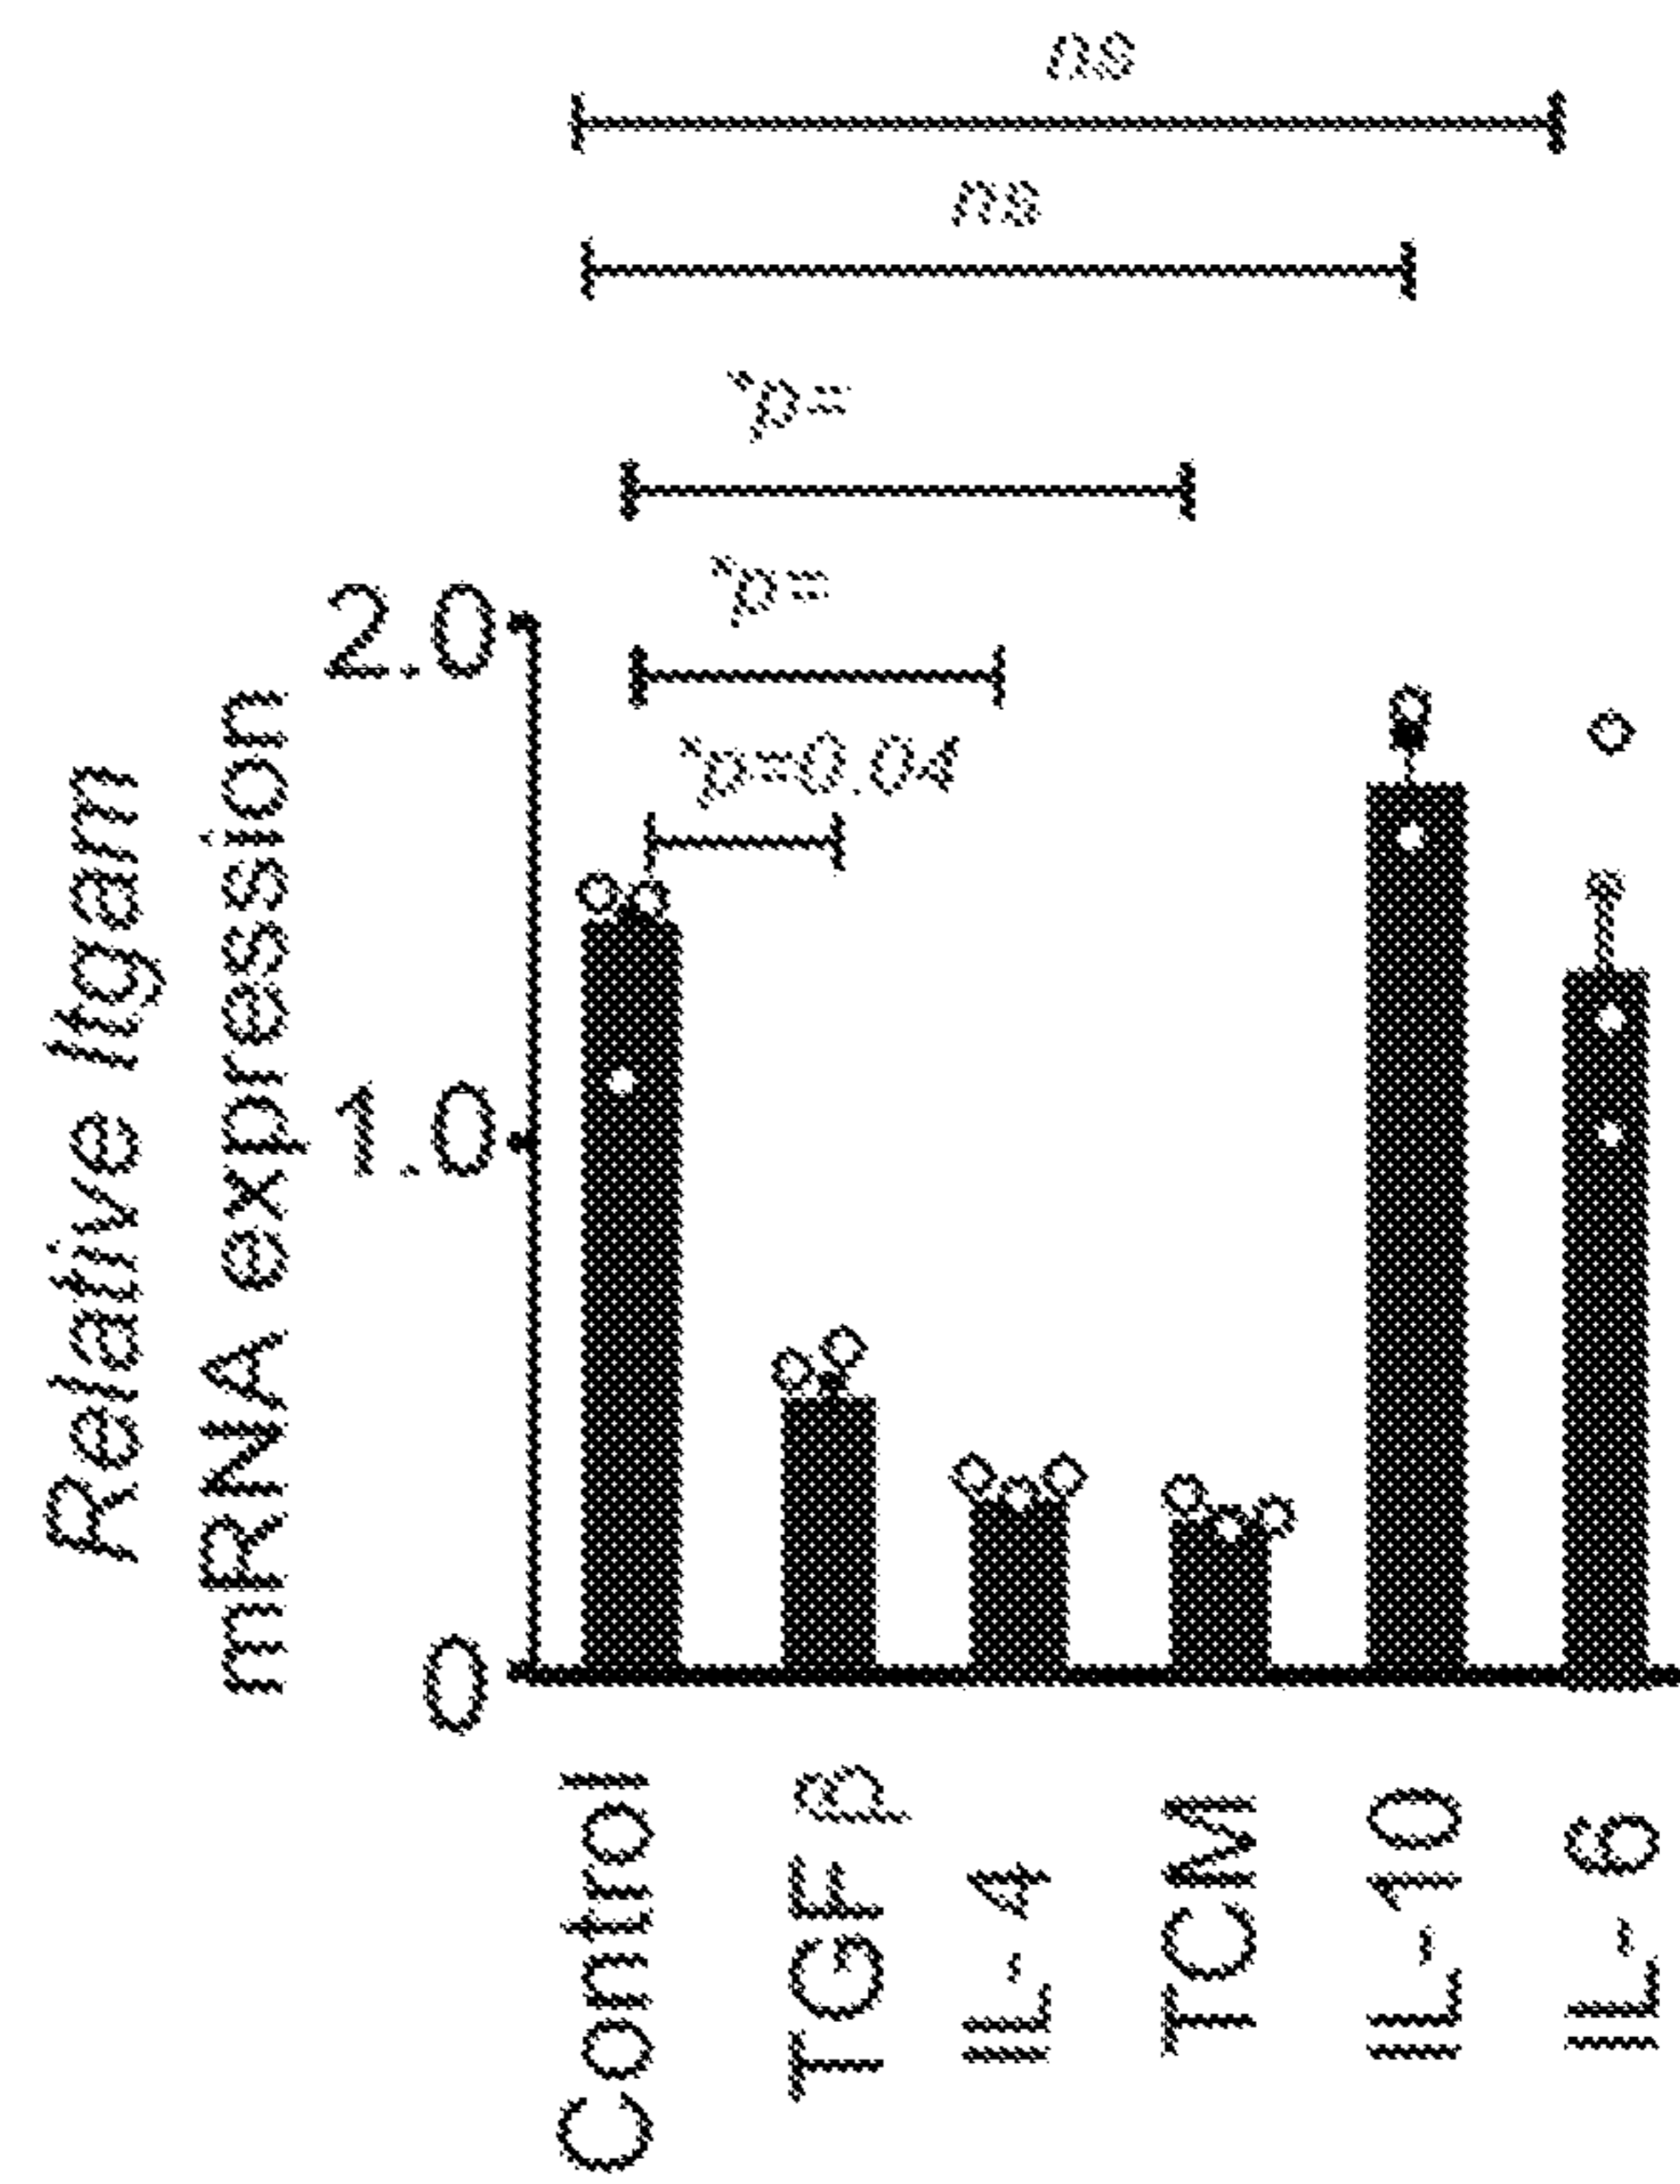 ns
ns
*p=
*p=
*p=0.04
Relative Itgam
mRNA expression
2.0
1.0
0
Control
TGF β
IL- 4
TCM
IL-10
IL- 6